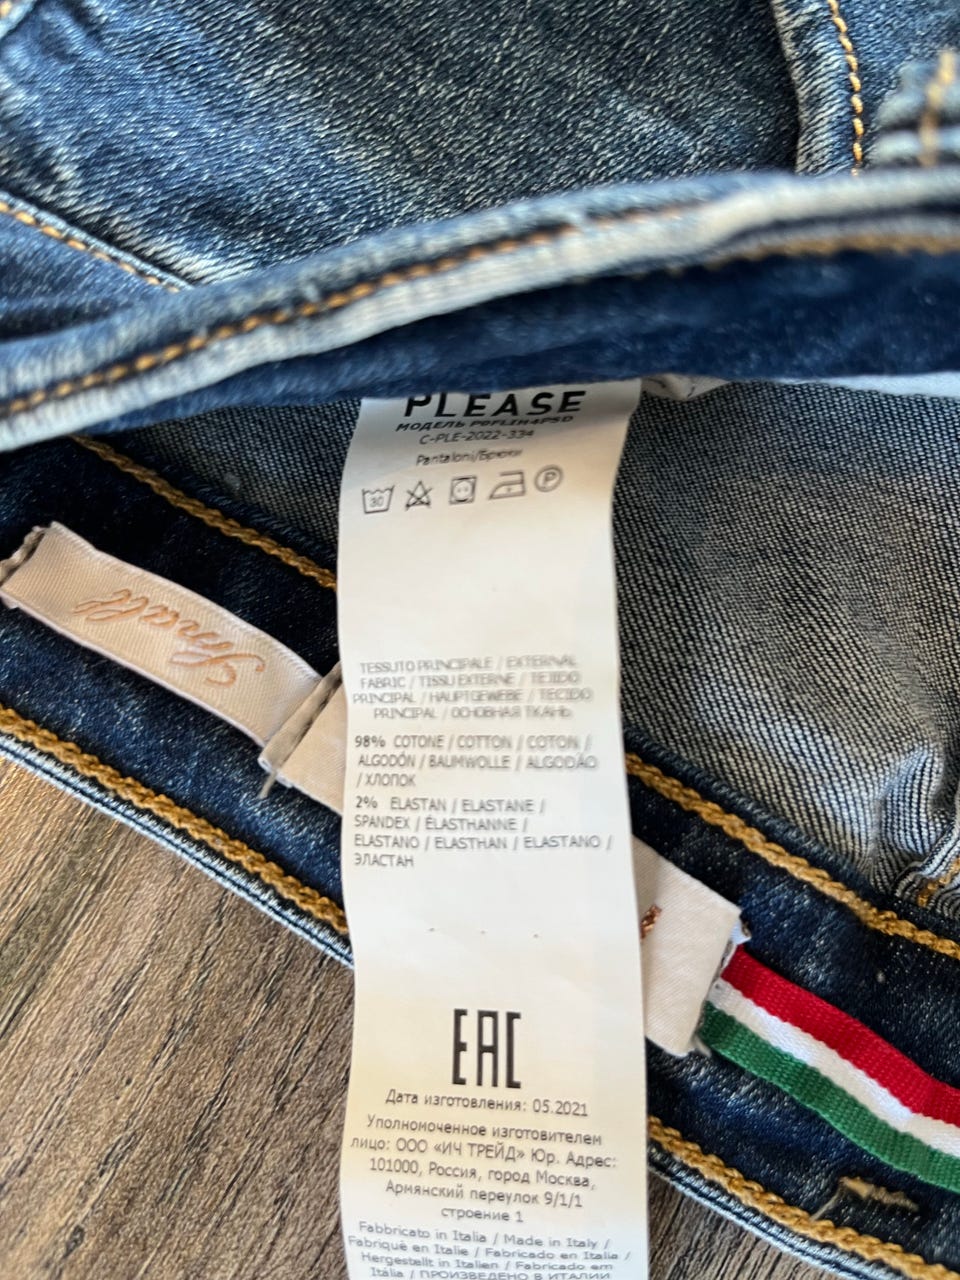 PLEASE
МОДЕЛЬ P0FLIH4PSD
C-PLE-2022-334
Pantaloni/Брюки
30
P
Small
TESSUTO PRINCIPALE / EXTERNAL
FABRIC / TISSU EXTERNE / TEJIDO
PRINCIPAL / HAUPTGEWEBE / TECIDO
PRINCIPAL / ОСНОВНАЯ ТКАНЬ
98% COTONE / COTTON / COTON /
ALGODÓN / BAUMWOLLE / ALGODÃO
/ ХЛОПОК
2% ELASTAN / ELASTANE /
SPANDEX / ÉLASTHANNE /
ELASTANO / ELASTHAN / ELASTANO /
ЭЛАСТАН
EAC
Дата изготовления: 05.2021
Уполномоченное изготовителем
лицо: ООО «ИЧ ТРЕЙД» Юр. Адрес:
101000, Россия, город Москва,
Армянский переулок 9/1/1
строение 1
Fabbricato in Italia / Made in Italy /
Fabriqué en Italie / Fabricado en Italia /
Hergestellt in Italien / Fabricado em
Itália / ПРОИЗВЕДЕНО В ИТАЛИИ